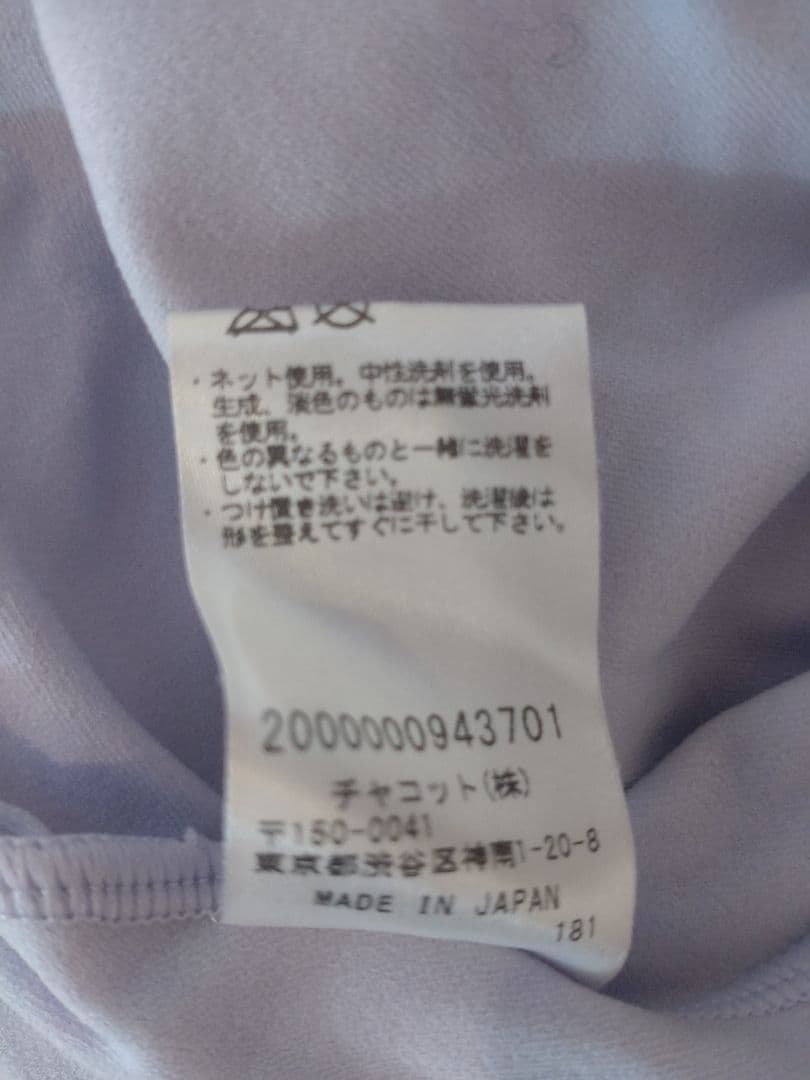 ・ネット使用。中性洗剤を使用。
生成、淡色のものは無蛍光洗剤
を使用。
・色の異なるものと一緒に洗濯を
しないで下さい。
・つけ置き洗いは避け、洗濯後は
形を整えてすぐに干して下さい。
2000000943701
チャコット(株)
〒150-0041
東京都渋谷区神南1-20-8
MADE IN JAPAN
181